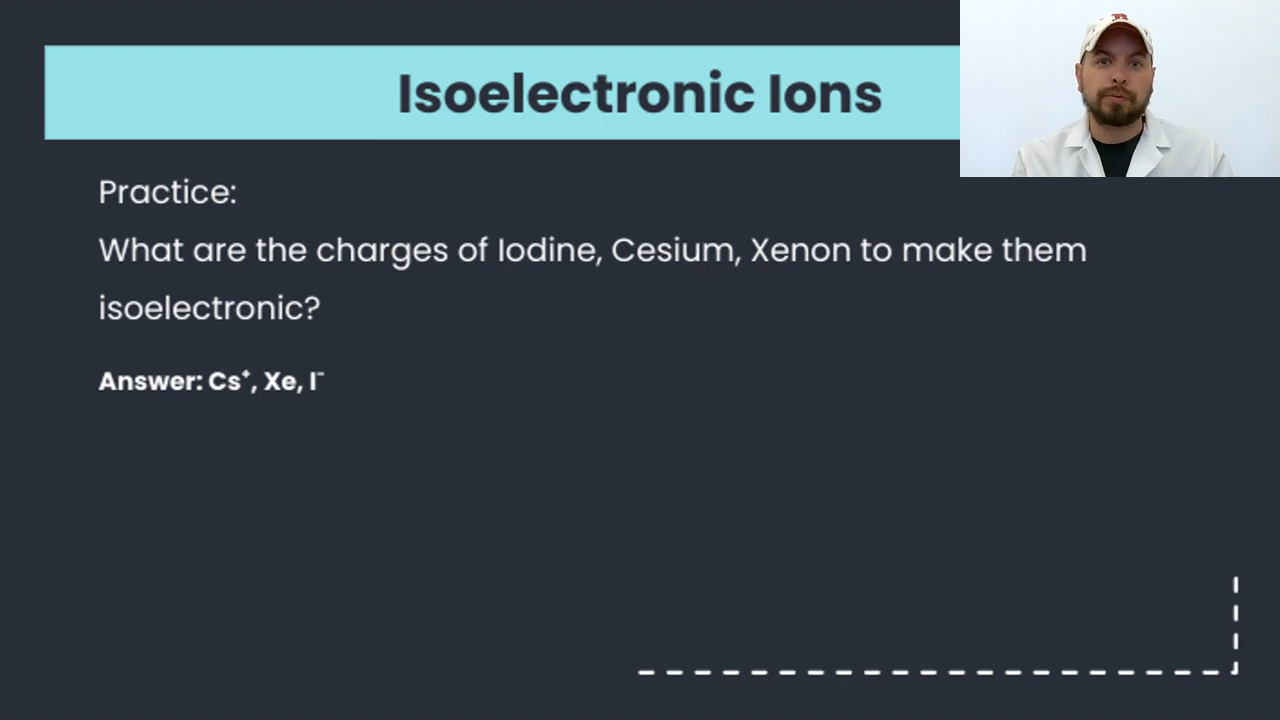 Isoelectronic Ions
Practice:
What are the charges of Iodine, Cesium, Xenon to make them
isoelectronic?
Answer: Cs⁺, Xe, I⁻